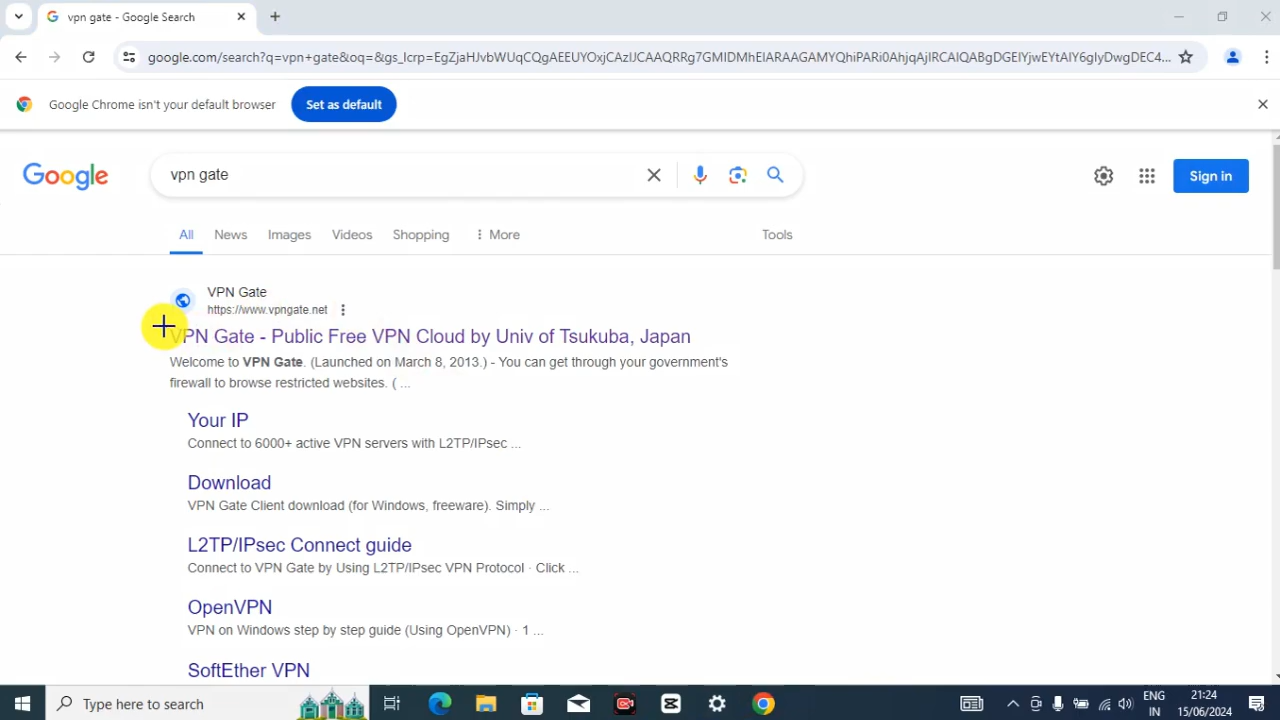 vpn gate - Google Search
google.com/search?q=vpn+gate&oq=&gs_lcrp=EgZjaHJvbWUqCQgAEEUYOxjCAzIJCAAQRRg7GMIDMhEIARAAGAMYQhiPARi0AhjqAjIRCAIQABgDGEIYjwEYtAIY6gIyDwgDEC4...
Google Chrome isn't your default browser
Set as default
Google
vpn gate
Sign in
All News Images Videos Shopping More Tools
VPN Gate
https://www.vpngate.net
VPN Gate - Public Free VPN Cloud by Univ of Tsukuba, Japan
Welcome to VPN Gate. (Launched on March 8, 2013.) - You can get through your government's
firewall to browse restricted websites. ( ...
Your IP
Connect to 6000+ active VPN servers with L2TP/IPsec ...
Download
VPN Gate Client download (for Windows, freeware). Simply ...
L2TP/IPsec Connect guide
Connect to VPN Gate by Using L2TP/IPsec VPN Protocol · Click ...
OpenVPN
VPN on Windows step by step guide (Using OpenVPN) · 1 ...
SoftEther VPN
Type here to search
ENG
IN
21:24
15/06/2024